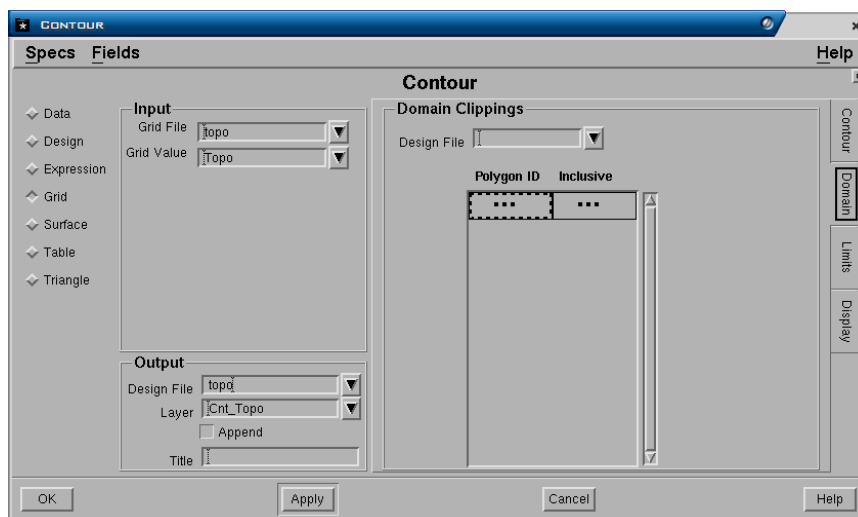 CONTOUR
Specs Fields Help
Contour
Data
Design
Expression
Grid
Surface
Table
Triangle
Input
Grid File topo
Grid Value Topo
Output
Design File topo
Layer Cnt_Topo
Append
Title
Domain Clippings
Design File
Polygon ID Inclusive
... ...
Contour
Domain
Limits
Display
OK Apply Cancel Help